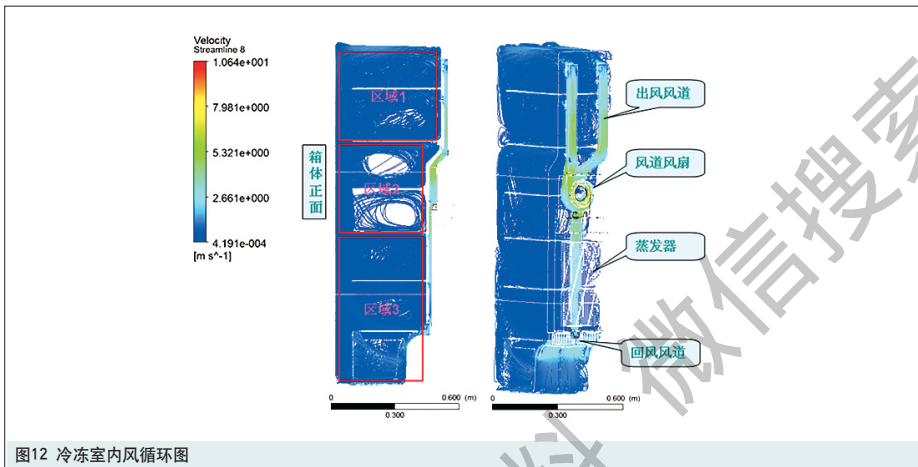 Velocity
Streamline 8
1.064e+001
7.981e+000
5.321e+000
2.661e+000
4.191e-004
[m s^-1]
箱体正面
区域1
区域2
区域3
出风风道
风道风扇
蒸发器
回风风道
0 0.600 (m)
0.300
0 0.600 (m)
0.300
图12 冷冻室内风循环图
微信搜索